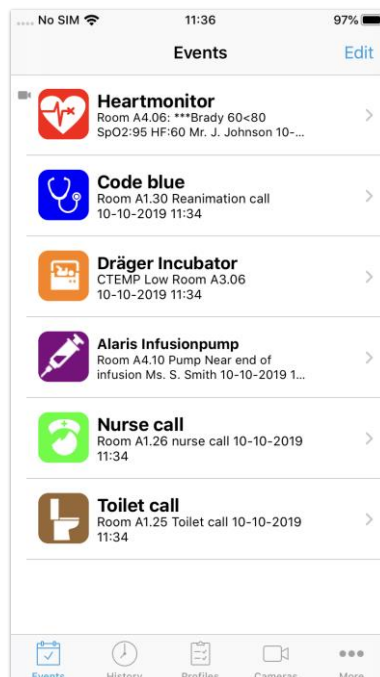 No SIM 11:36 97%
Events Edit
Heartmonitor
Room A4.06: ***Brady 60<80
SpO2:95 HF:60 Mr. J. Johnson 10-...
Code blue
Room A1.30 Reanimation call
10-10-2019 11:34
Dräger Incubator
CTEMP Low Room A3.06
10-10-2019 11:34
Alaris Infusionpump
Room A4.10 Pump Near end of
infusion Ms. S. Smith 10-10-2019 1...
Nurse call
Room A1.26 nurse call 10-10-2019
11:34
Toilet call
Room A1.25 Toilet call 10-10-2019
11:34
Events History Profiles Cameras More